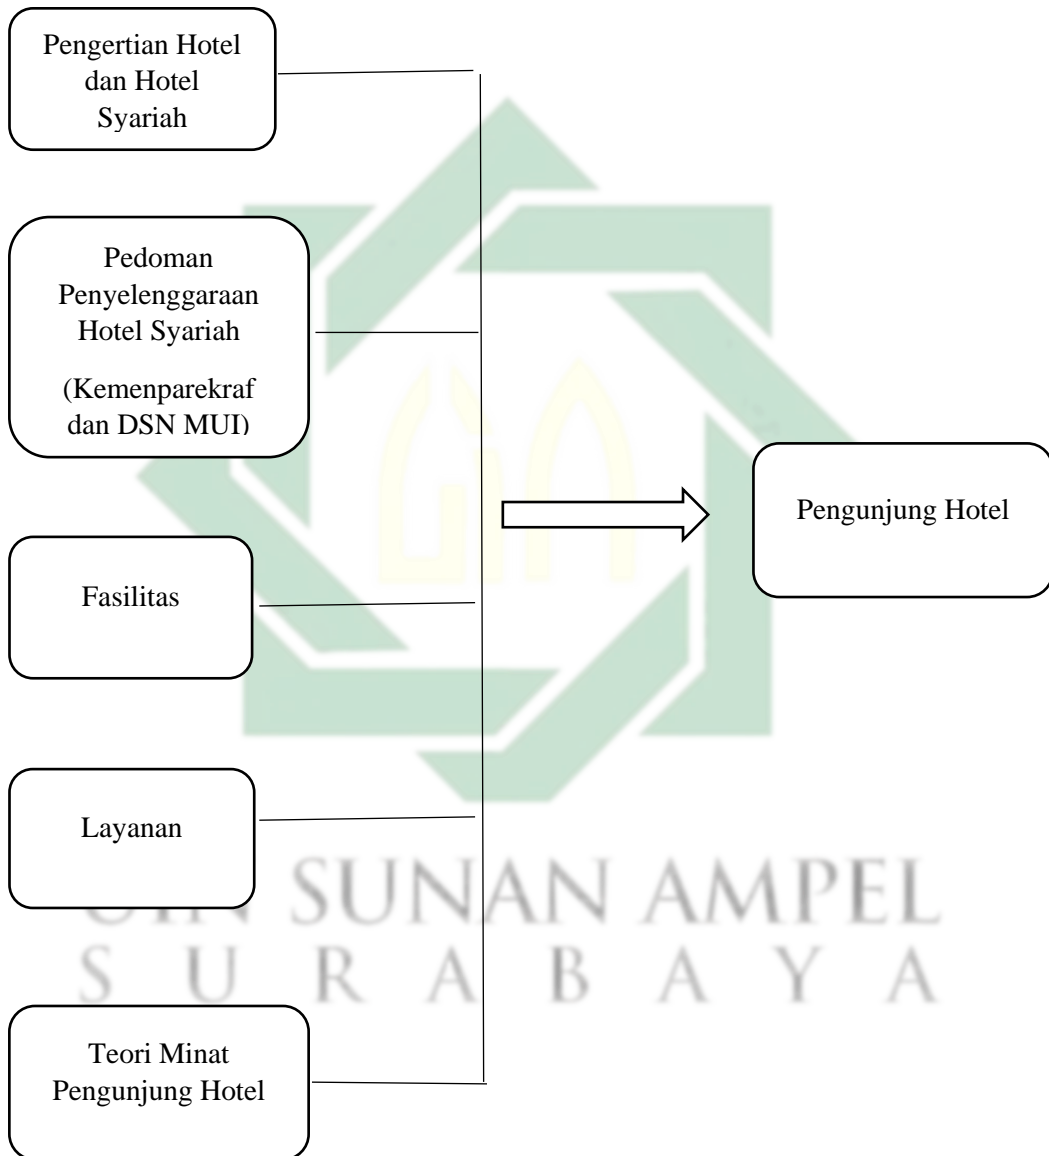 Pengertian Hotel
dan Hotel
Syariah
Pedoman
Penyelenggaraan
Hotel Syariah
(Kemenparekraf
dan DSN MUI)
Pengunjung Hotel
Fasilitas
Layanan
UIN SUNAN AMPEL
S U R A B A Y A
Teori Minat
Pengunjung Hotel